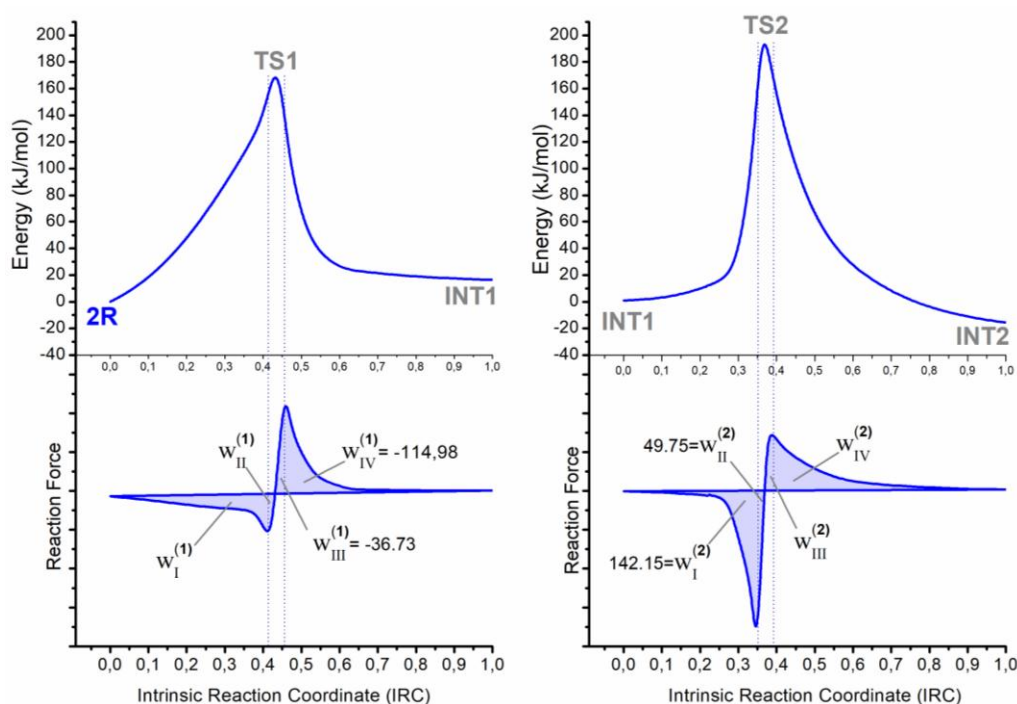 TS1
Energy (kJ/mol)
200
180
160
140
120
100
80
60
40
20
0
-20
-40
2R
INT1
0,0 0,1 0,2 0,3 0,4 0,5 0,6 0,7 0,8 0,9 1,0
Reaction Force
W_II^(1)
W_IV^(1) = -114,98
W_I^(1)
W_III^(1) = -36.73
0,0 0,1 0,2 0,3 0,4 0,5 0,6 0,7 0,8 0,9 1,0
Intrinsic Reaction Coordinate (IRC)
TS2
Energy (kJ/mol)
200
180
160
140
120
100
80
60
40
20
0
-20
-40
INT1
INT2
0,0 0,1 0,2 0,3 0,4 0,5 0,6 0,7 0,8 0,9 1,0
Reaction Force
49.75=W_II^(2)
W_IV^(2)
142.15=W_I^(2)
W_III^(2)
0,0 0,1 0,2 0,3 0,4 0,5 0,6 0,7 0,8 0,9 1,0
Intrinsic Reaction Coordinate (IRC)